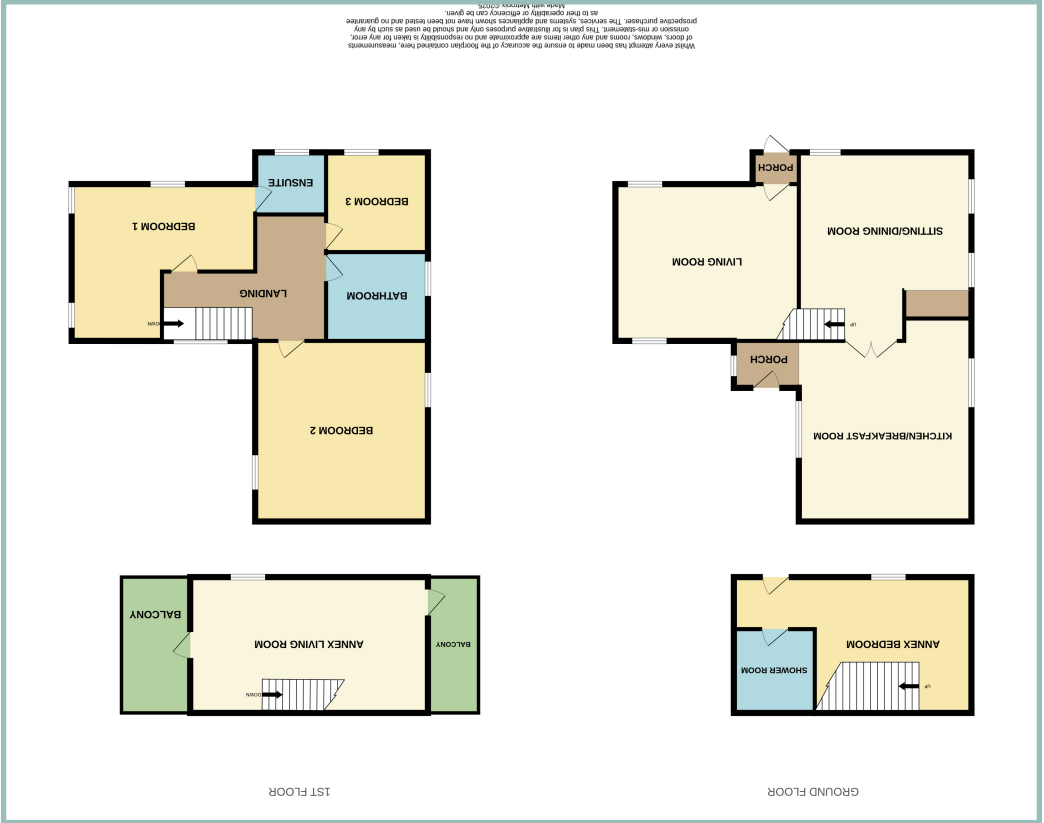 GROUND FLOOR
1ST FLOOR
UP
ANNEX BEDROOM
SHOWER ROOM
KITCHEN/BREAKFAST ROOM
PORCH
UP
SITTING/DINING ROOM
LIVING ROOM
PORCH
DOWN
BALCONY
ANNEX LIVING ROOM
BALCONY
BEDROOM 2
DOWN
BATHROOM
LANDING
BEDROOM 3
BEDROOM 1
ENSUITE
Whilst every attempt has been made to ensure the accuracy of the floorplan contained here, measurements
of doors, windows, rooms and any other items are approximate and no responsibility is taken for any error,
omission or mis-statement. This plan is for illustrative purposes only and should be used as such by any
prospective purchaser. The services, systems and appliances shown have not been tested and no guarantee
as to their operability or efficiency can be given.
Made with Metropix ©2025